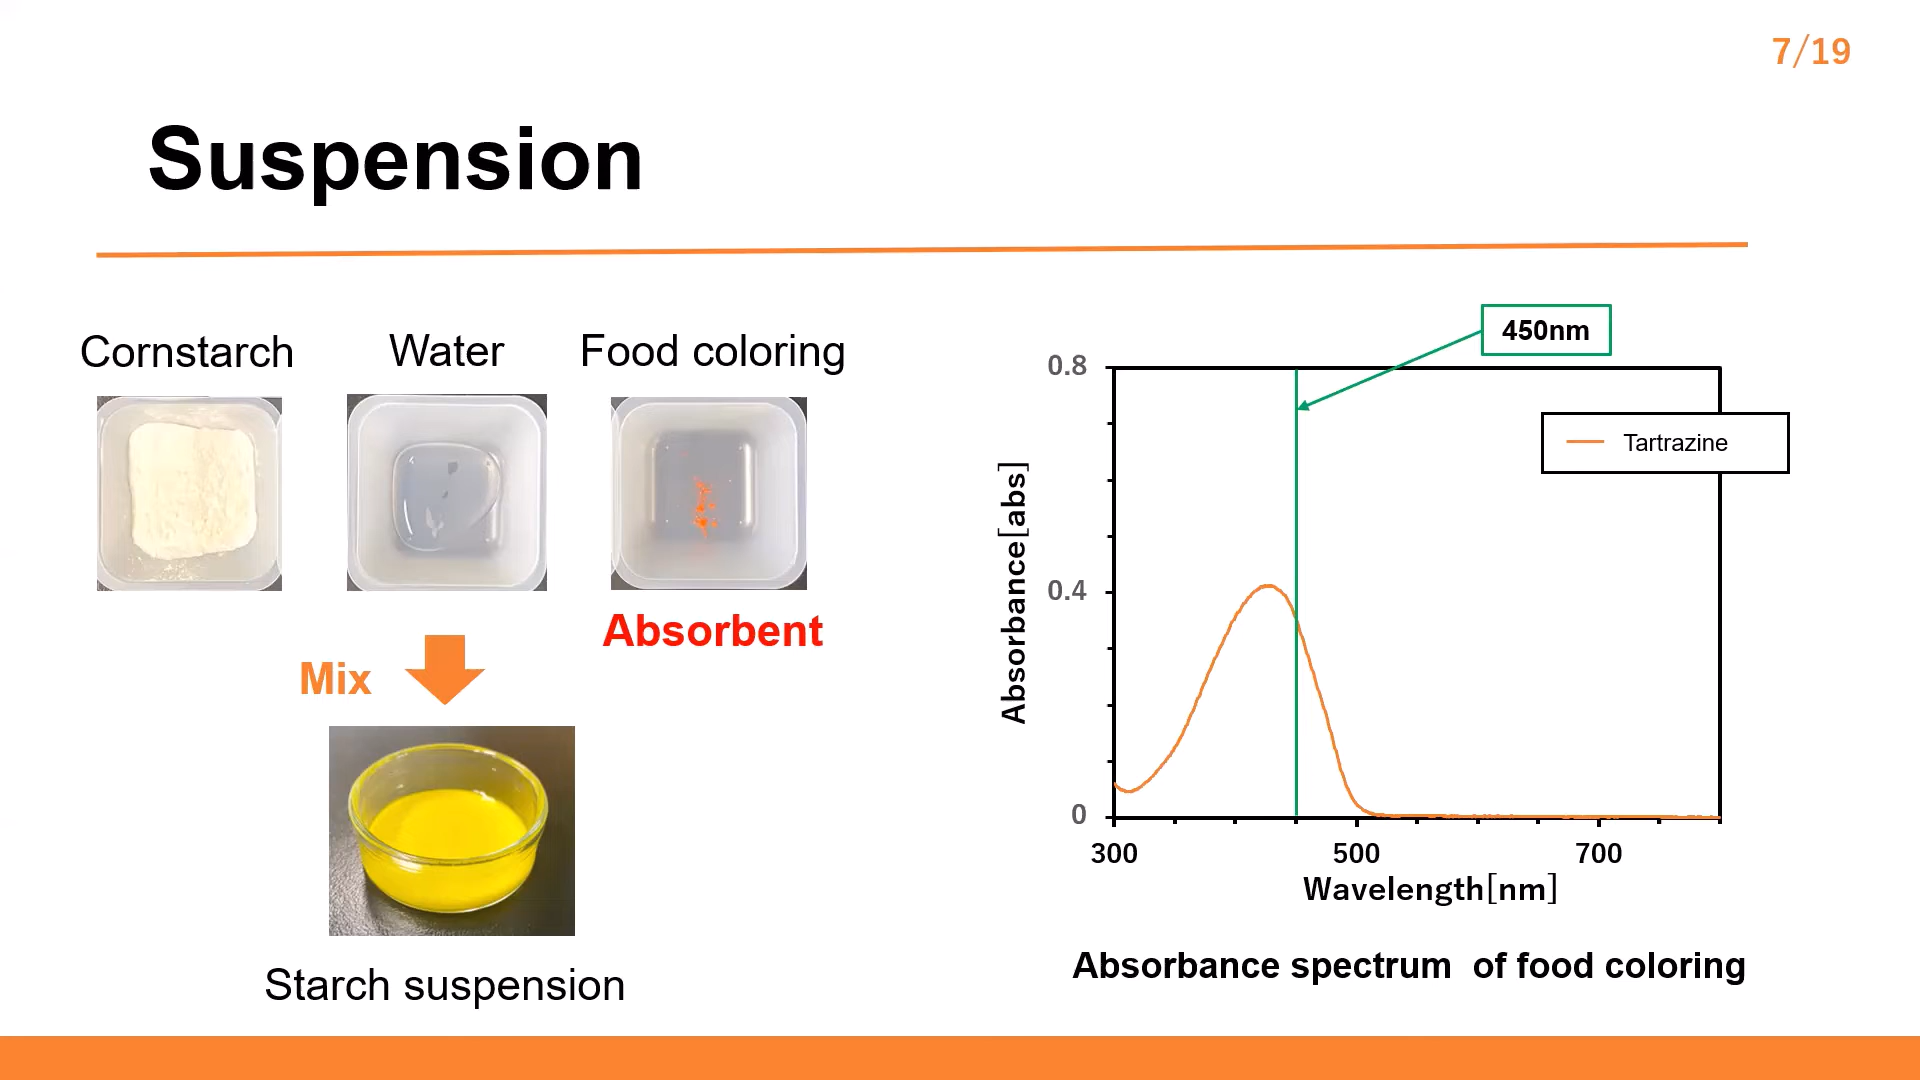 7/19
Suspension
Cornstarch
Water
Food coloring
Absorbent
Mix
Starch suspension
450nm
0.8
Tartrazine
Absorbance[abs]
0.4
0
300
500
700
Wavelength[nm]
Absorbance spectrum of food coloring